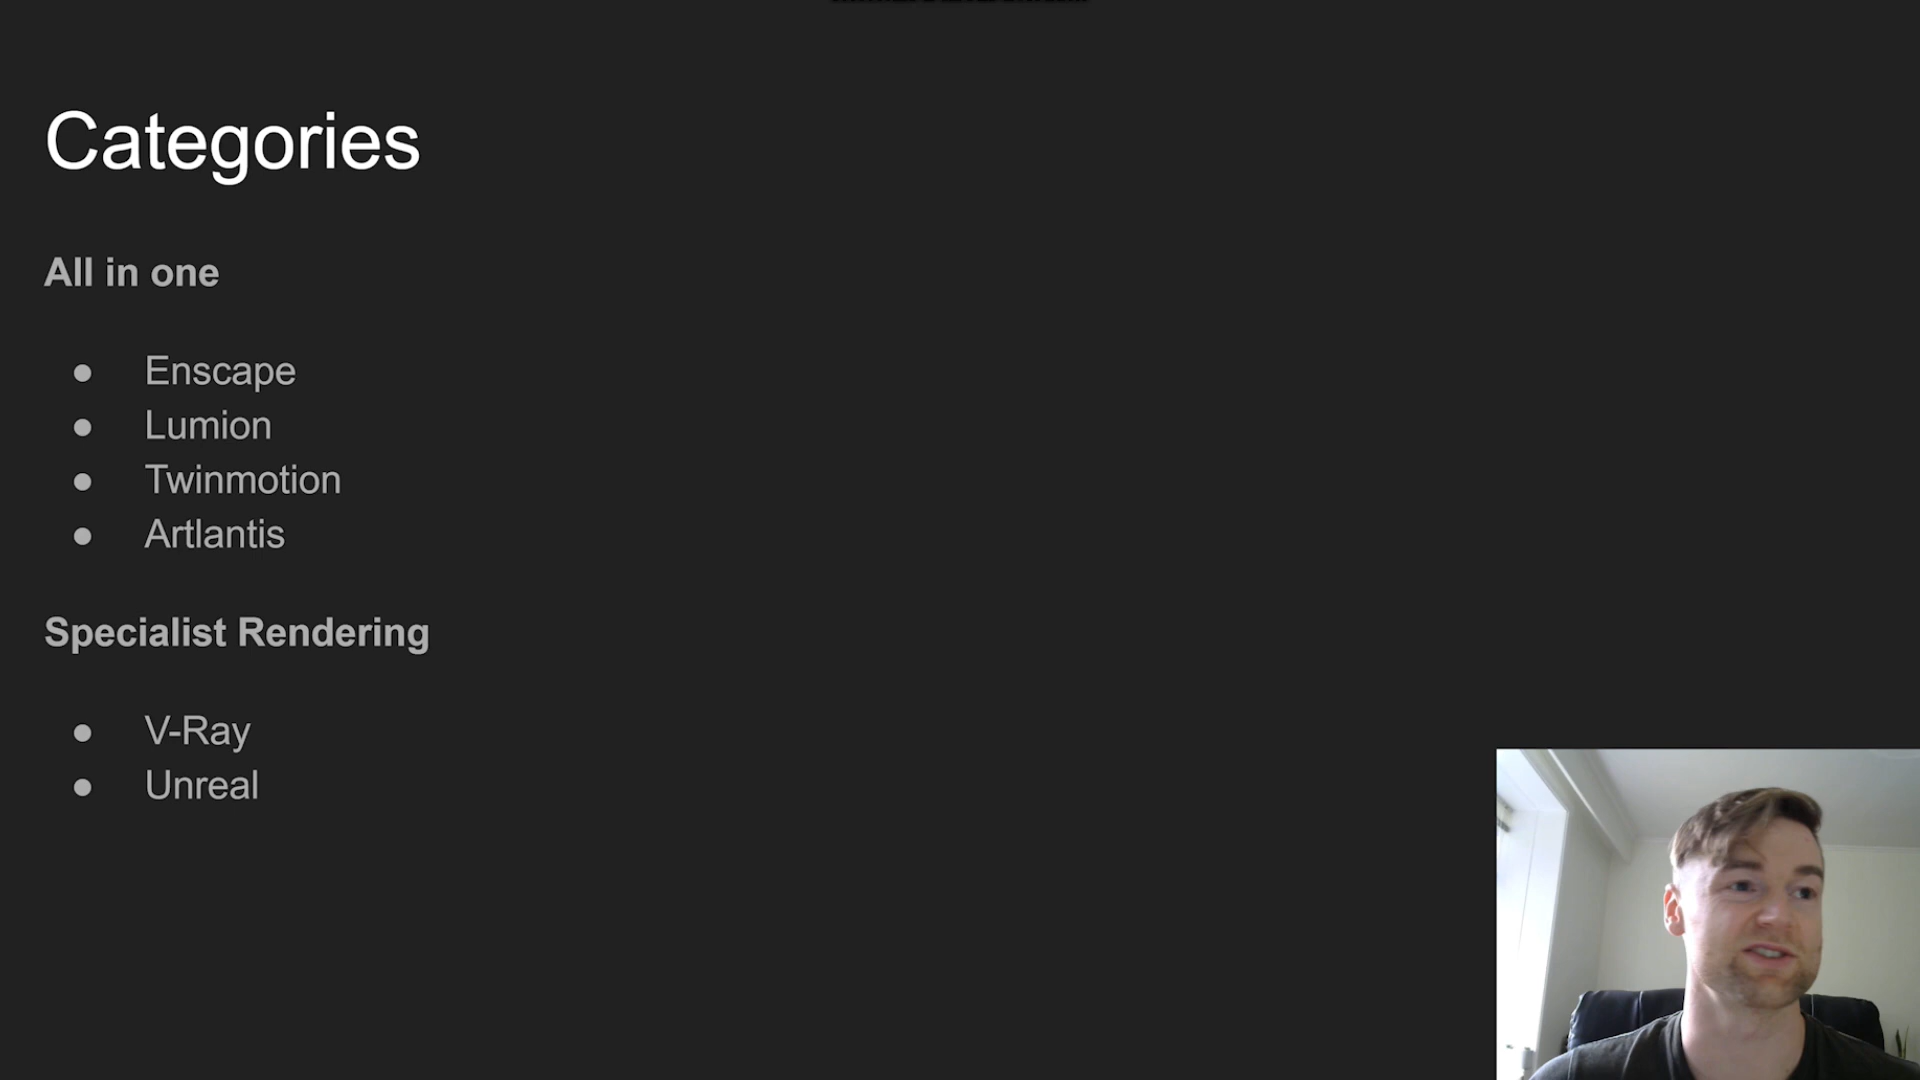 Categories
All in one
● Enscape
● Lumion
● Twinmotion
● Artlantis
Specialist Rendering
● V-Ray
● Unreal